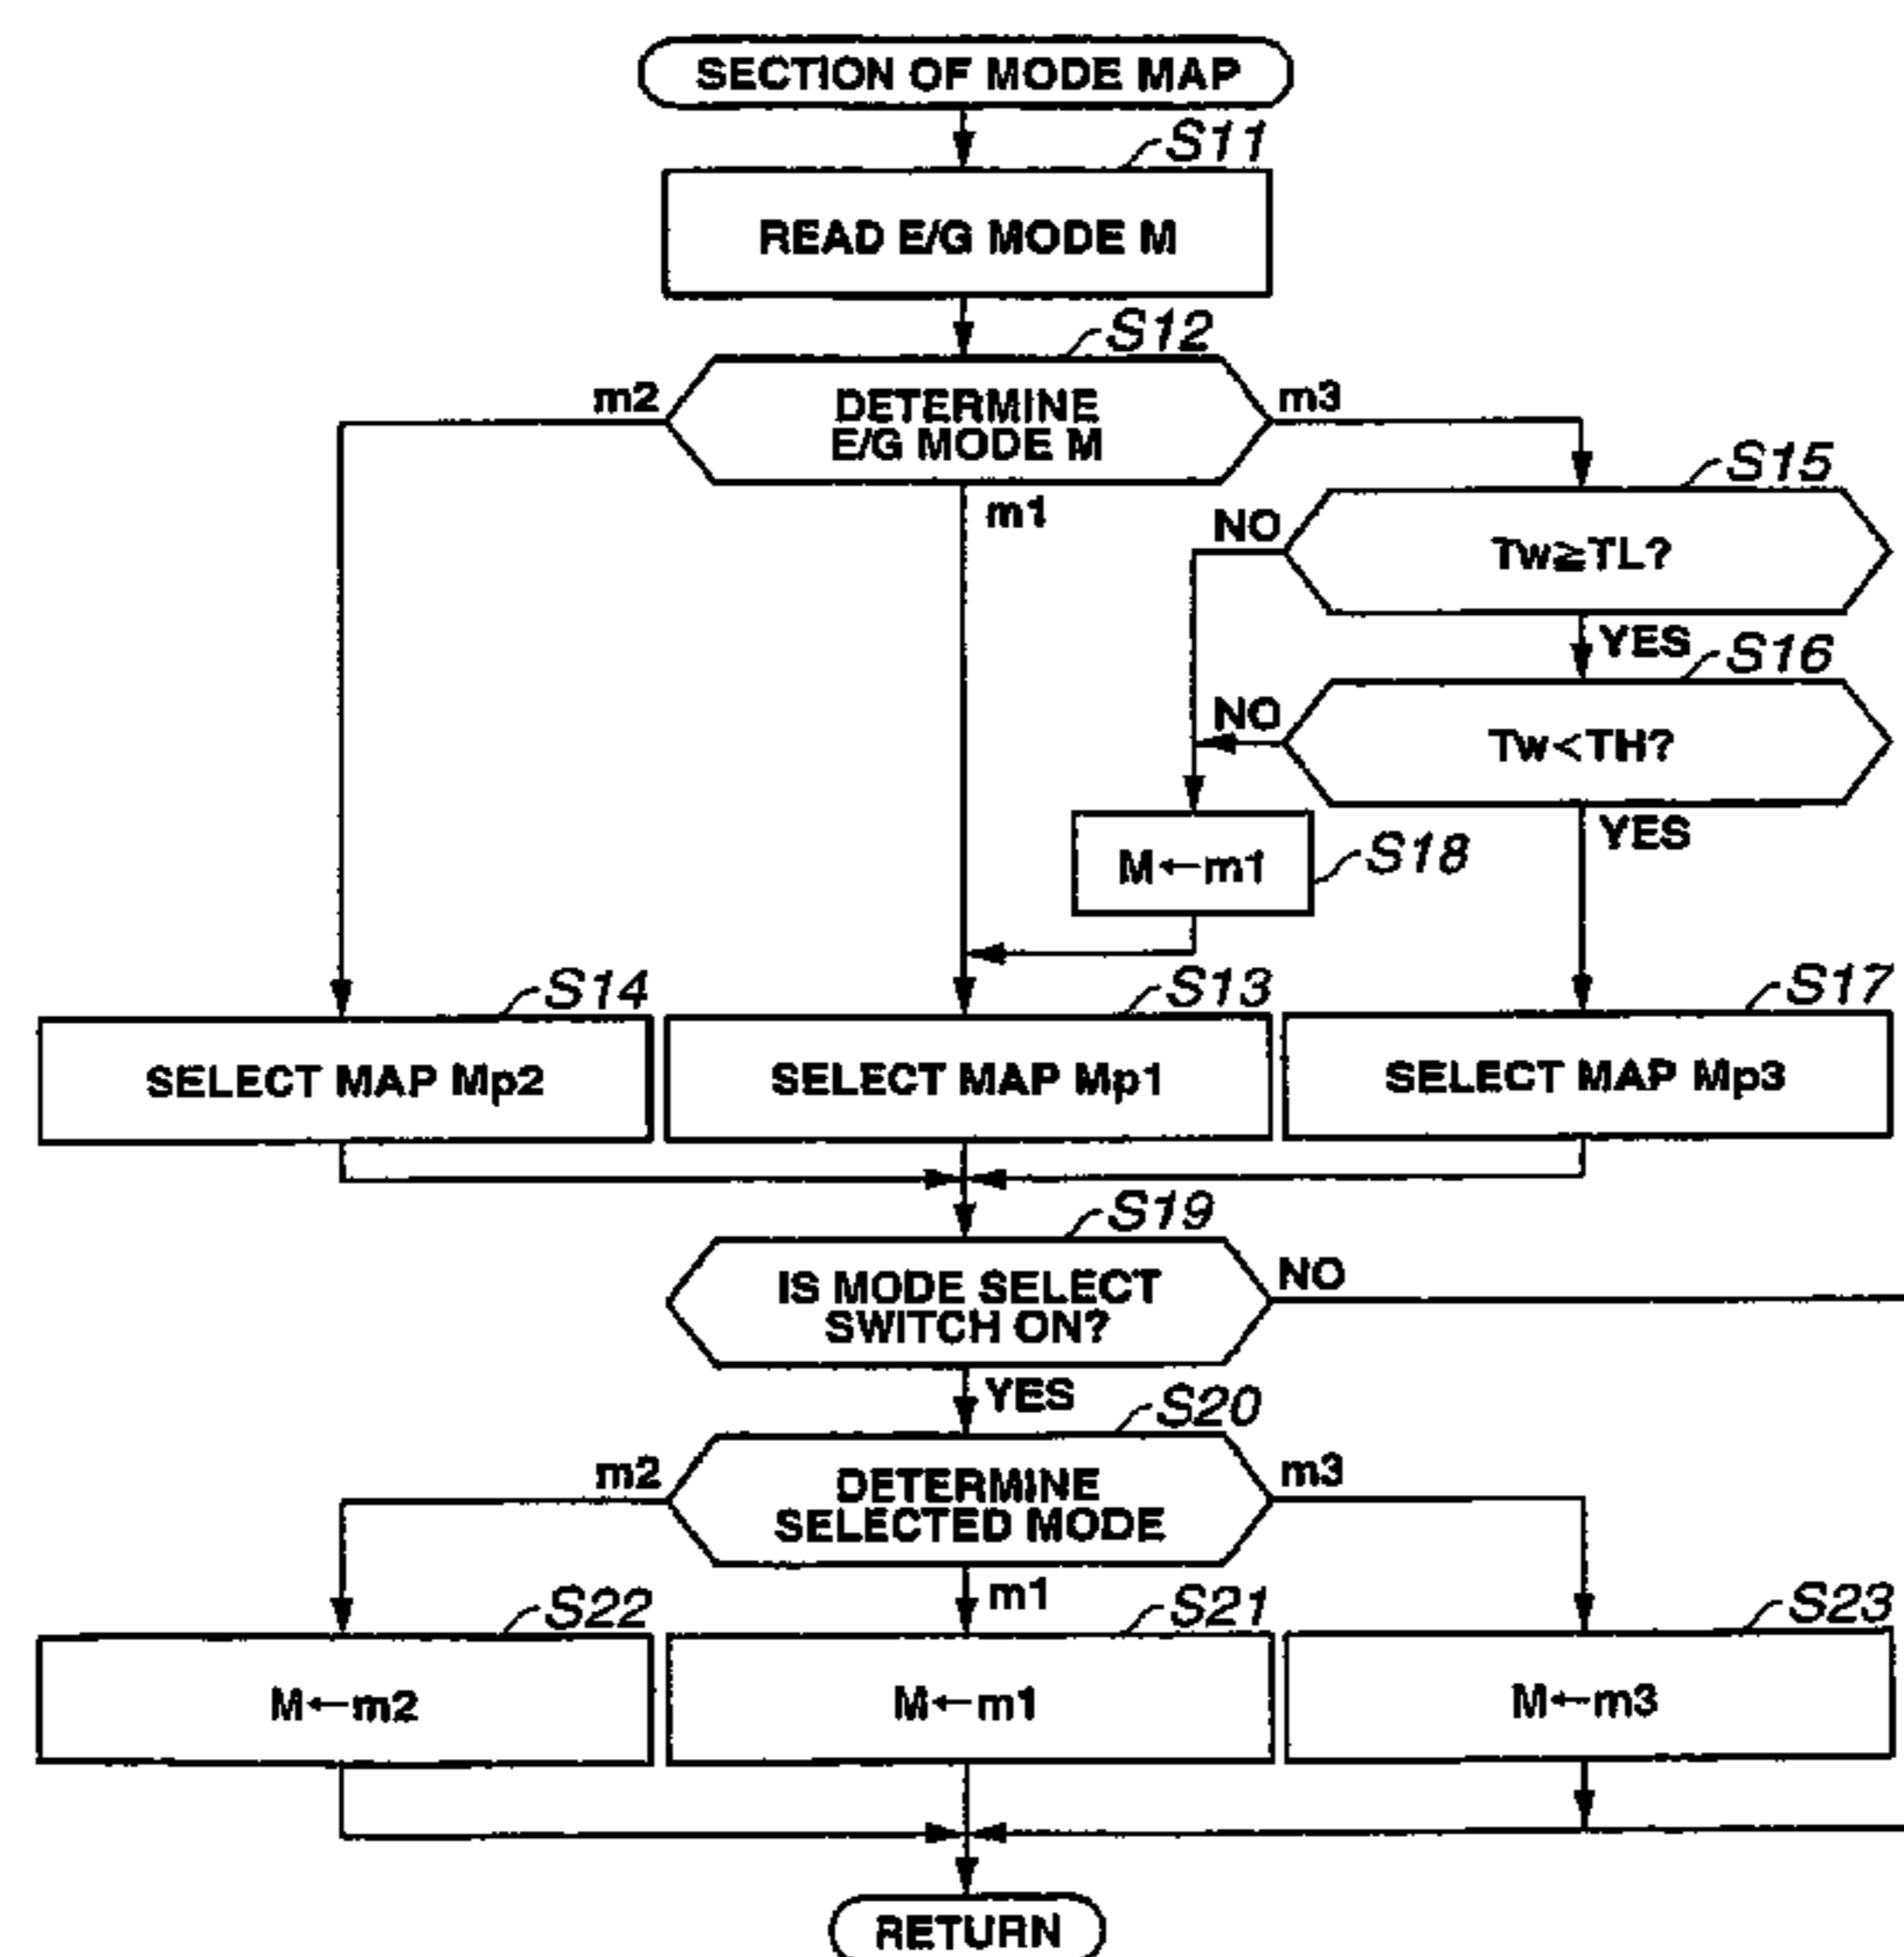 SECTION OF MODE MAP
S11
READ E/G MODE M
S12
m2
DETERMINE
E/G MODE M
m3
m1
S15
NO
Tw≧TL?
YES
S16
NO
Tw<TH?
YES
M←m1
S18
S14
S13
S17
SELECT MAP Mp2
SELECT MAP Mp1
SELECT MAP Mp3
S19
IS MODE SELECT
SWITCH ON?
NO
YES
S20
m2
DETERMINE
SELECTED MODE
m3
m1
S22
S21
S23
M←m2
M←m1
M←m3
RETURN